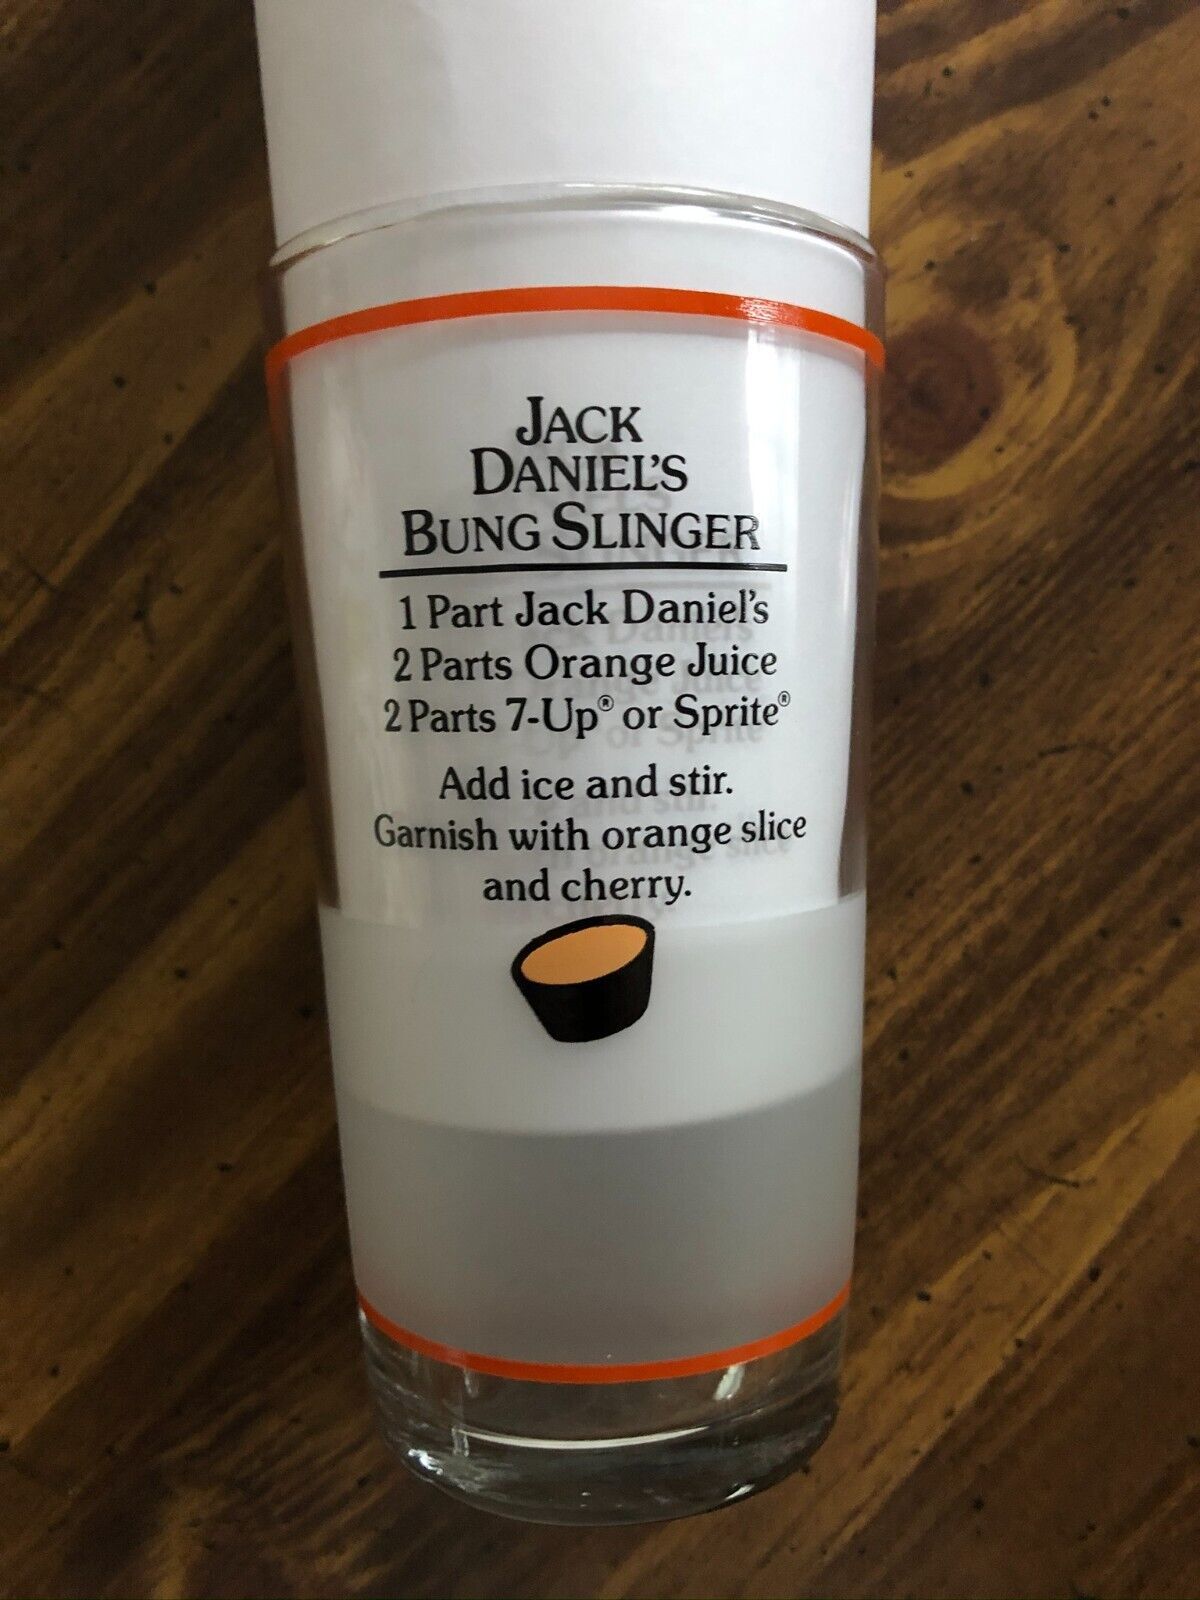 JACK
DANIEL'S
BUNG SLINGER
1 Part Jack Daniel's
2 Parts Orange Juice
2 Parts 7-Up® or Sprite®
Add ice and stir.
Garnish with orange slice
and cherry.